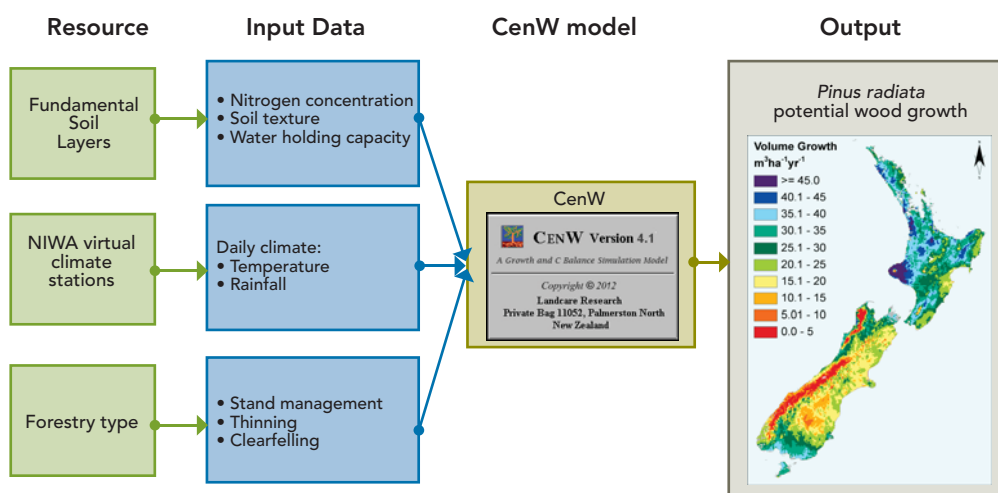 Resource
Input Data
CenW model
Output
Fundamental
Soil
Layers
• Nitrogen concentration
• Soil texture
• Water holding capacity
NIWA virtual
climate
stations
Daily climate:
• Temperature
• Rainfall
Forestry type
• Stand management
• Thinning
• Clearfelling
CenW
CENW Version 4.1
A Growth and C Balance Simulation Model
Copyright © 2012
Landcare Research
Private Bag 11052, Palmerston North
New Zealand
Pinus radiata
potential wood growth
Volume Growth
m³ha⁻¹yr⁻¹
>= 45.0
40.1 - 45
35.1 - 40
30.1 - 35
25.1 - 30
20.1 - 25
15.1 - 20
10.1 - 15
5.01 - 10
0.0 - 5